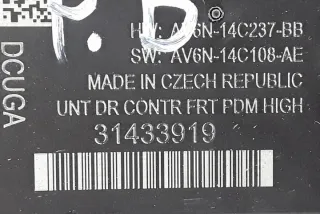 P.D
HW: AV6N-14C237-BB
SW: AV6N-14C108-AE
DCUGA
MADE IN CZECH REPUBLIC
UNT DR CONTR FRT PDM HIGH
31433919